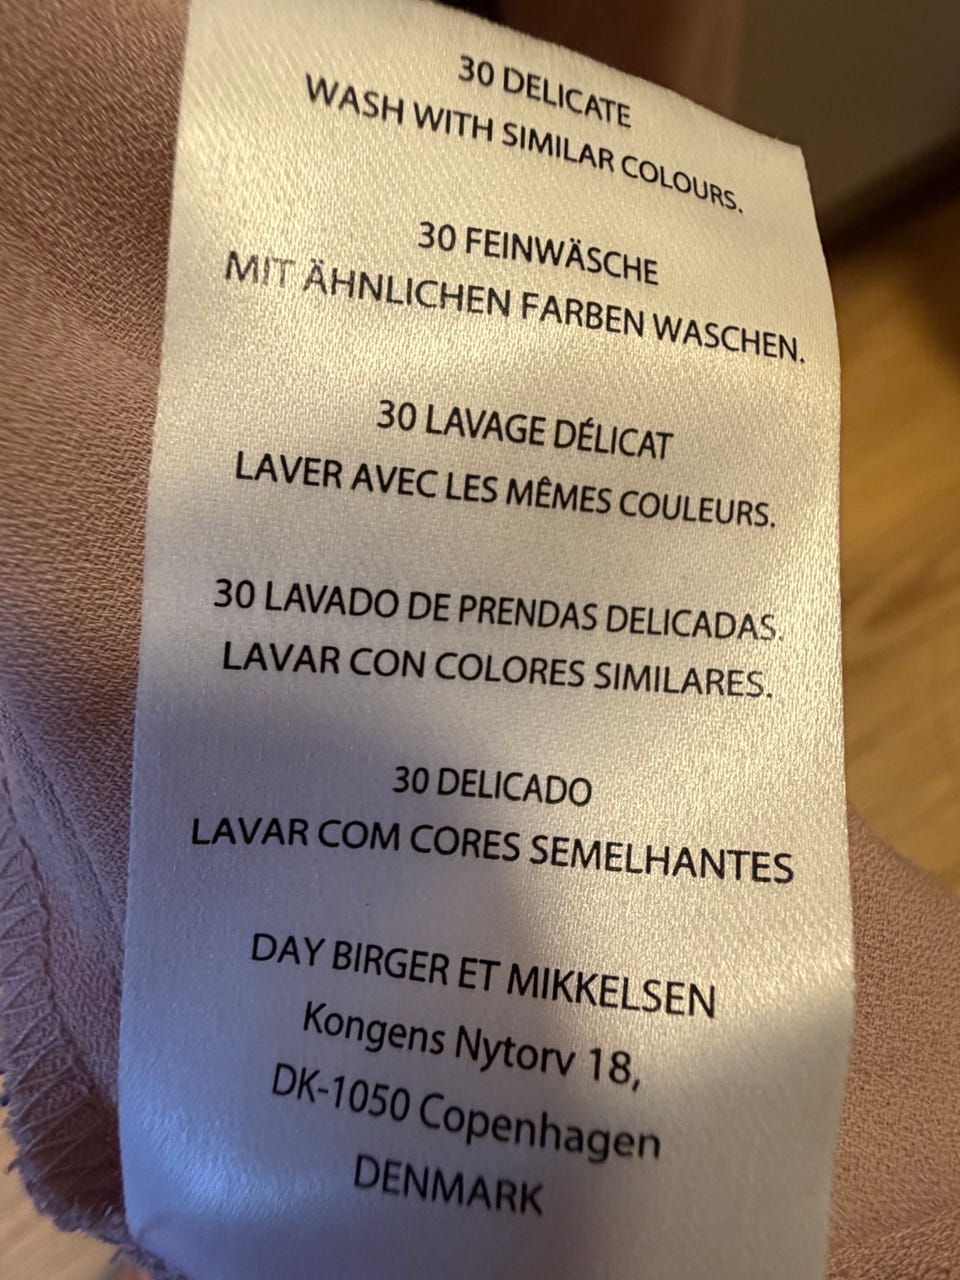 30 DELICATE
WASH WITH SIMILAR COLOURS.
30 FEINWÄSCHE
MIT ÄHNLICHEN FARBEN WASCHEN.
30 LAVAGE DÉLICAT
LAVER AVEC LES MÊMES COULEURS.
30 LAVADO DE PRENDAS DELICADAS.
LAVAR CON COLORES SIMILARES.
30 DELICADO
LAVAR COM CORES SEMELHANTES
DAY BIRGER ET MIKKELSEN
Kongens Nytorv 18,
DK-1050 Copenhagen
DENMARK